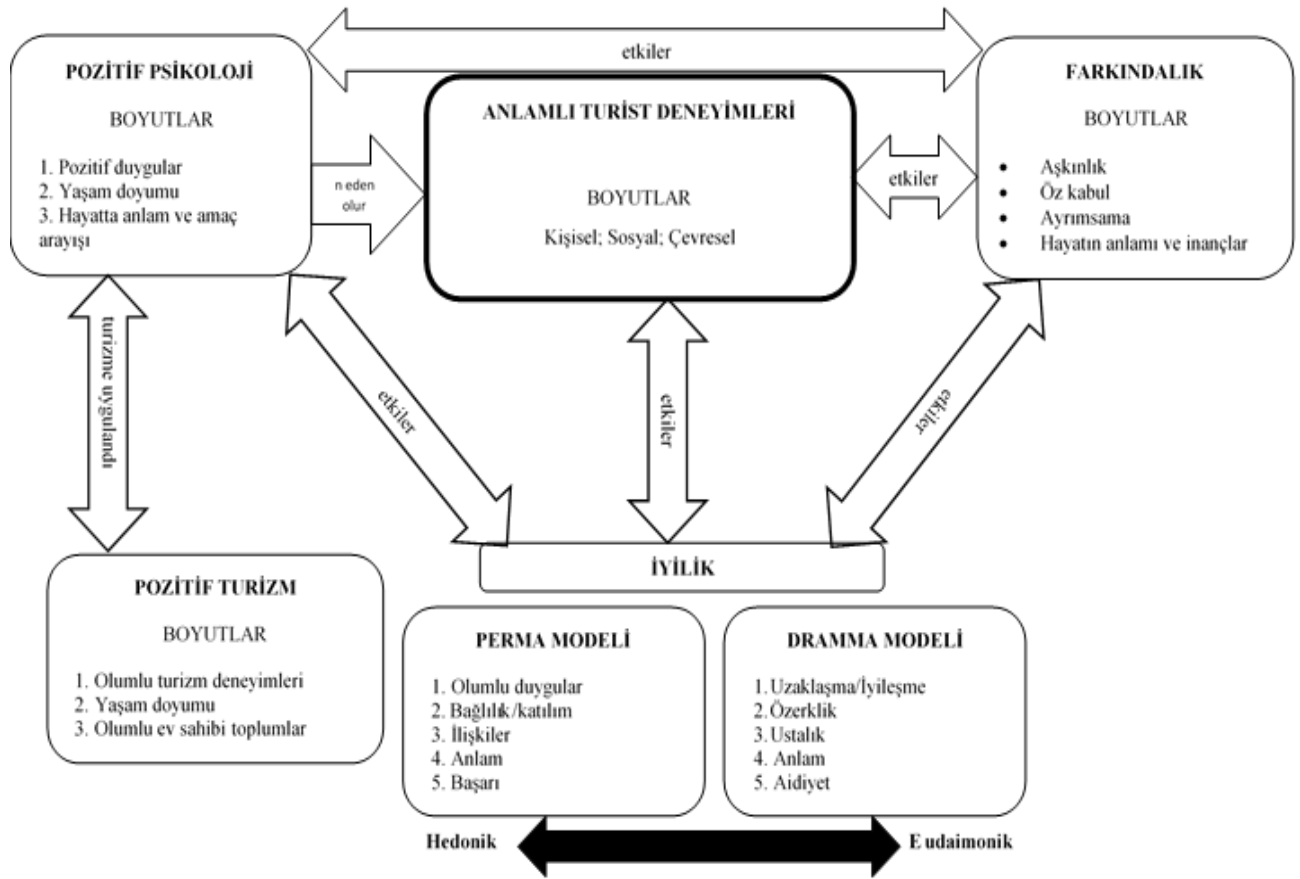 etkiler
POZİTİF PSİKOLOJİ
BOYUTLAR
1. Pozitif duygular
2. Yaşam doyumu
3. Hayatta anlam ve amaç
arayışı
n eden
olur
ANLAMLI TURİST DENEYİMLERİ
BOYUTLAR
Kişisel; Sosyal; Çevresel
etkiler
FARKINDALIK
BOYUTLAR
• Aşkınlık
• Öz kabul
• Ayrımsama
• Hayatın anlamı ve inançlar
turizme uygulandı
etkiler
etkiler
etkiler
POZİTİF TURİZM
BOYUTLAR
1. Olumlu turizm deneyimleri
2. Yaşam doyumu
3. Olumlu ev sahibi toplumlar
İYİLİK
PERMA MODELİ
1. Olumlu duygular
2. Bağlılık/katılım
3. İlişkiler
4. Anlam
5. Başarı
DRAMMA MODELİ
1. Uzaklaşma/İyileşme
2. Özerklik
3. Ustalık
4. Anlam
5. Aidiyet
Hedonik
E udaimonik